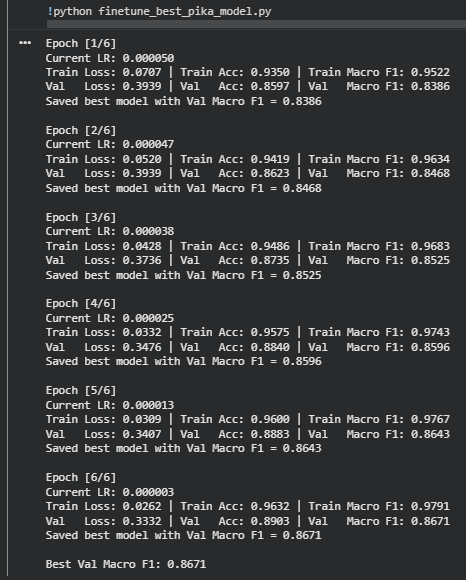 !python finetune_best_pika_model.py
Epoch [1/6]
Current LR: 0.000050
Train Loss: 0.0707 | Train Acc: 0.9350 | Train Macro F1: 0.9522
Val   Loss: 0.3939 | Val   Acc: 0.8597 | Val   Macro F1: 0.8386
Saved best model with Val Macro F1 = 0.8386
Epoch [2/6]
Current LR: 0.000047
Train Loss: 0.0520 | Train Acc: 0.9419 | Train Macro F1: 0.9634
Val   Loss: 0.3939 | Val   Acc: 0.8623 | Val   Macro F1: 0.8468
Saved best model with Val Macro F1 = 0.8468
Epoch [3/6]
Current LR: 0.000038
Train Loss: 0.0428 | Train Acc: 0.9486 | Train Macro F1: 0.9683
Val   Loss: 0.3736 | Val   Acc: 0.8735 | Val   Macro F1: 0.8525
Saved best model with Val Macro F1 = 0.8525
Epoch [4/6]
Current LR: 0.000025
Train Loss: 0.0332 | Train Acc: 0.9575 | Train Macro F1: 0.9743
Val   Loss: 0.3476 | Val   Acc: 0.8840 | Val   Macro F1: 0.8596
Saved best model with Val Macro F1 = 0.8596
Epoch [5/6]
Current LR: 0.000013
Train Loss: 0.0309 | Train Acc: 0.9600 | Train Macro F1: 0.9767
Val   Loss: 0.3407 | Val   Acc: 0.8883 | Val   Macro F1: 0.8643
Saved best model with Val Macro F1 = 0.8643
Epoch [6/6]
Current LR: 0.000003
Train Loss: 0.0262 | Train Acc: 0.9632 | Train Macro F1: 0.9791
Val   Loss: 0.3332 | Val   Acc: 0.8903 | Val   Macro F1: 0.8671
Saved best model with Val Macro F1 = 0.8671
Best Val Macro F1: 0.8671